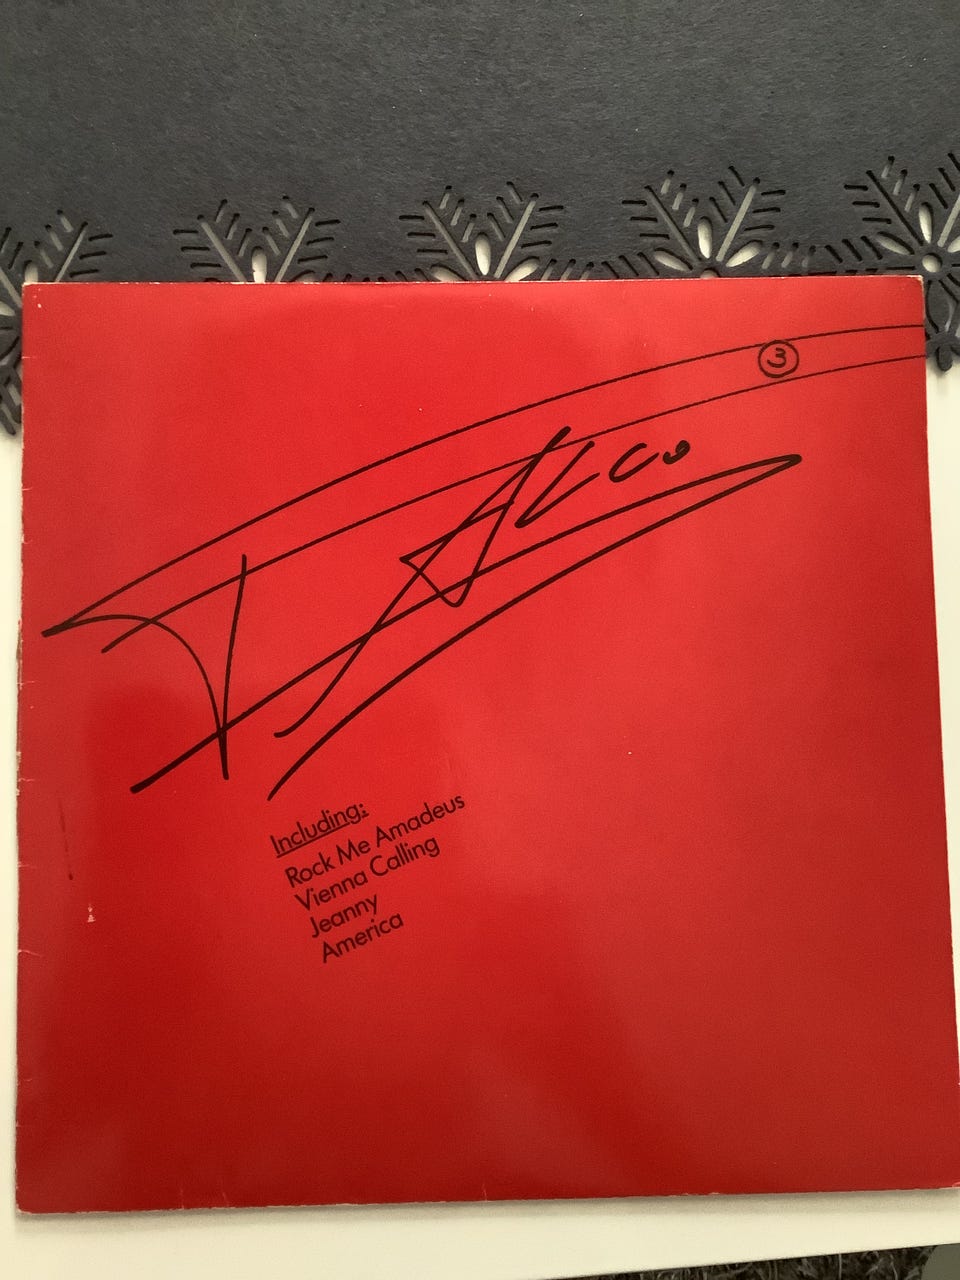 3
FALCO
Including:
Rock Me Amadeus
Vienna Calling
Jeanny
America